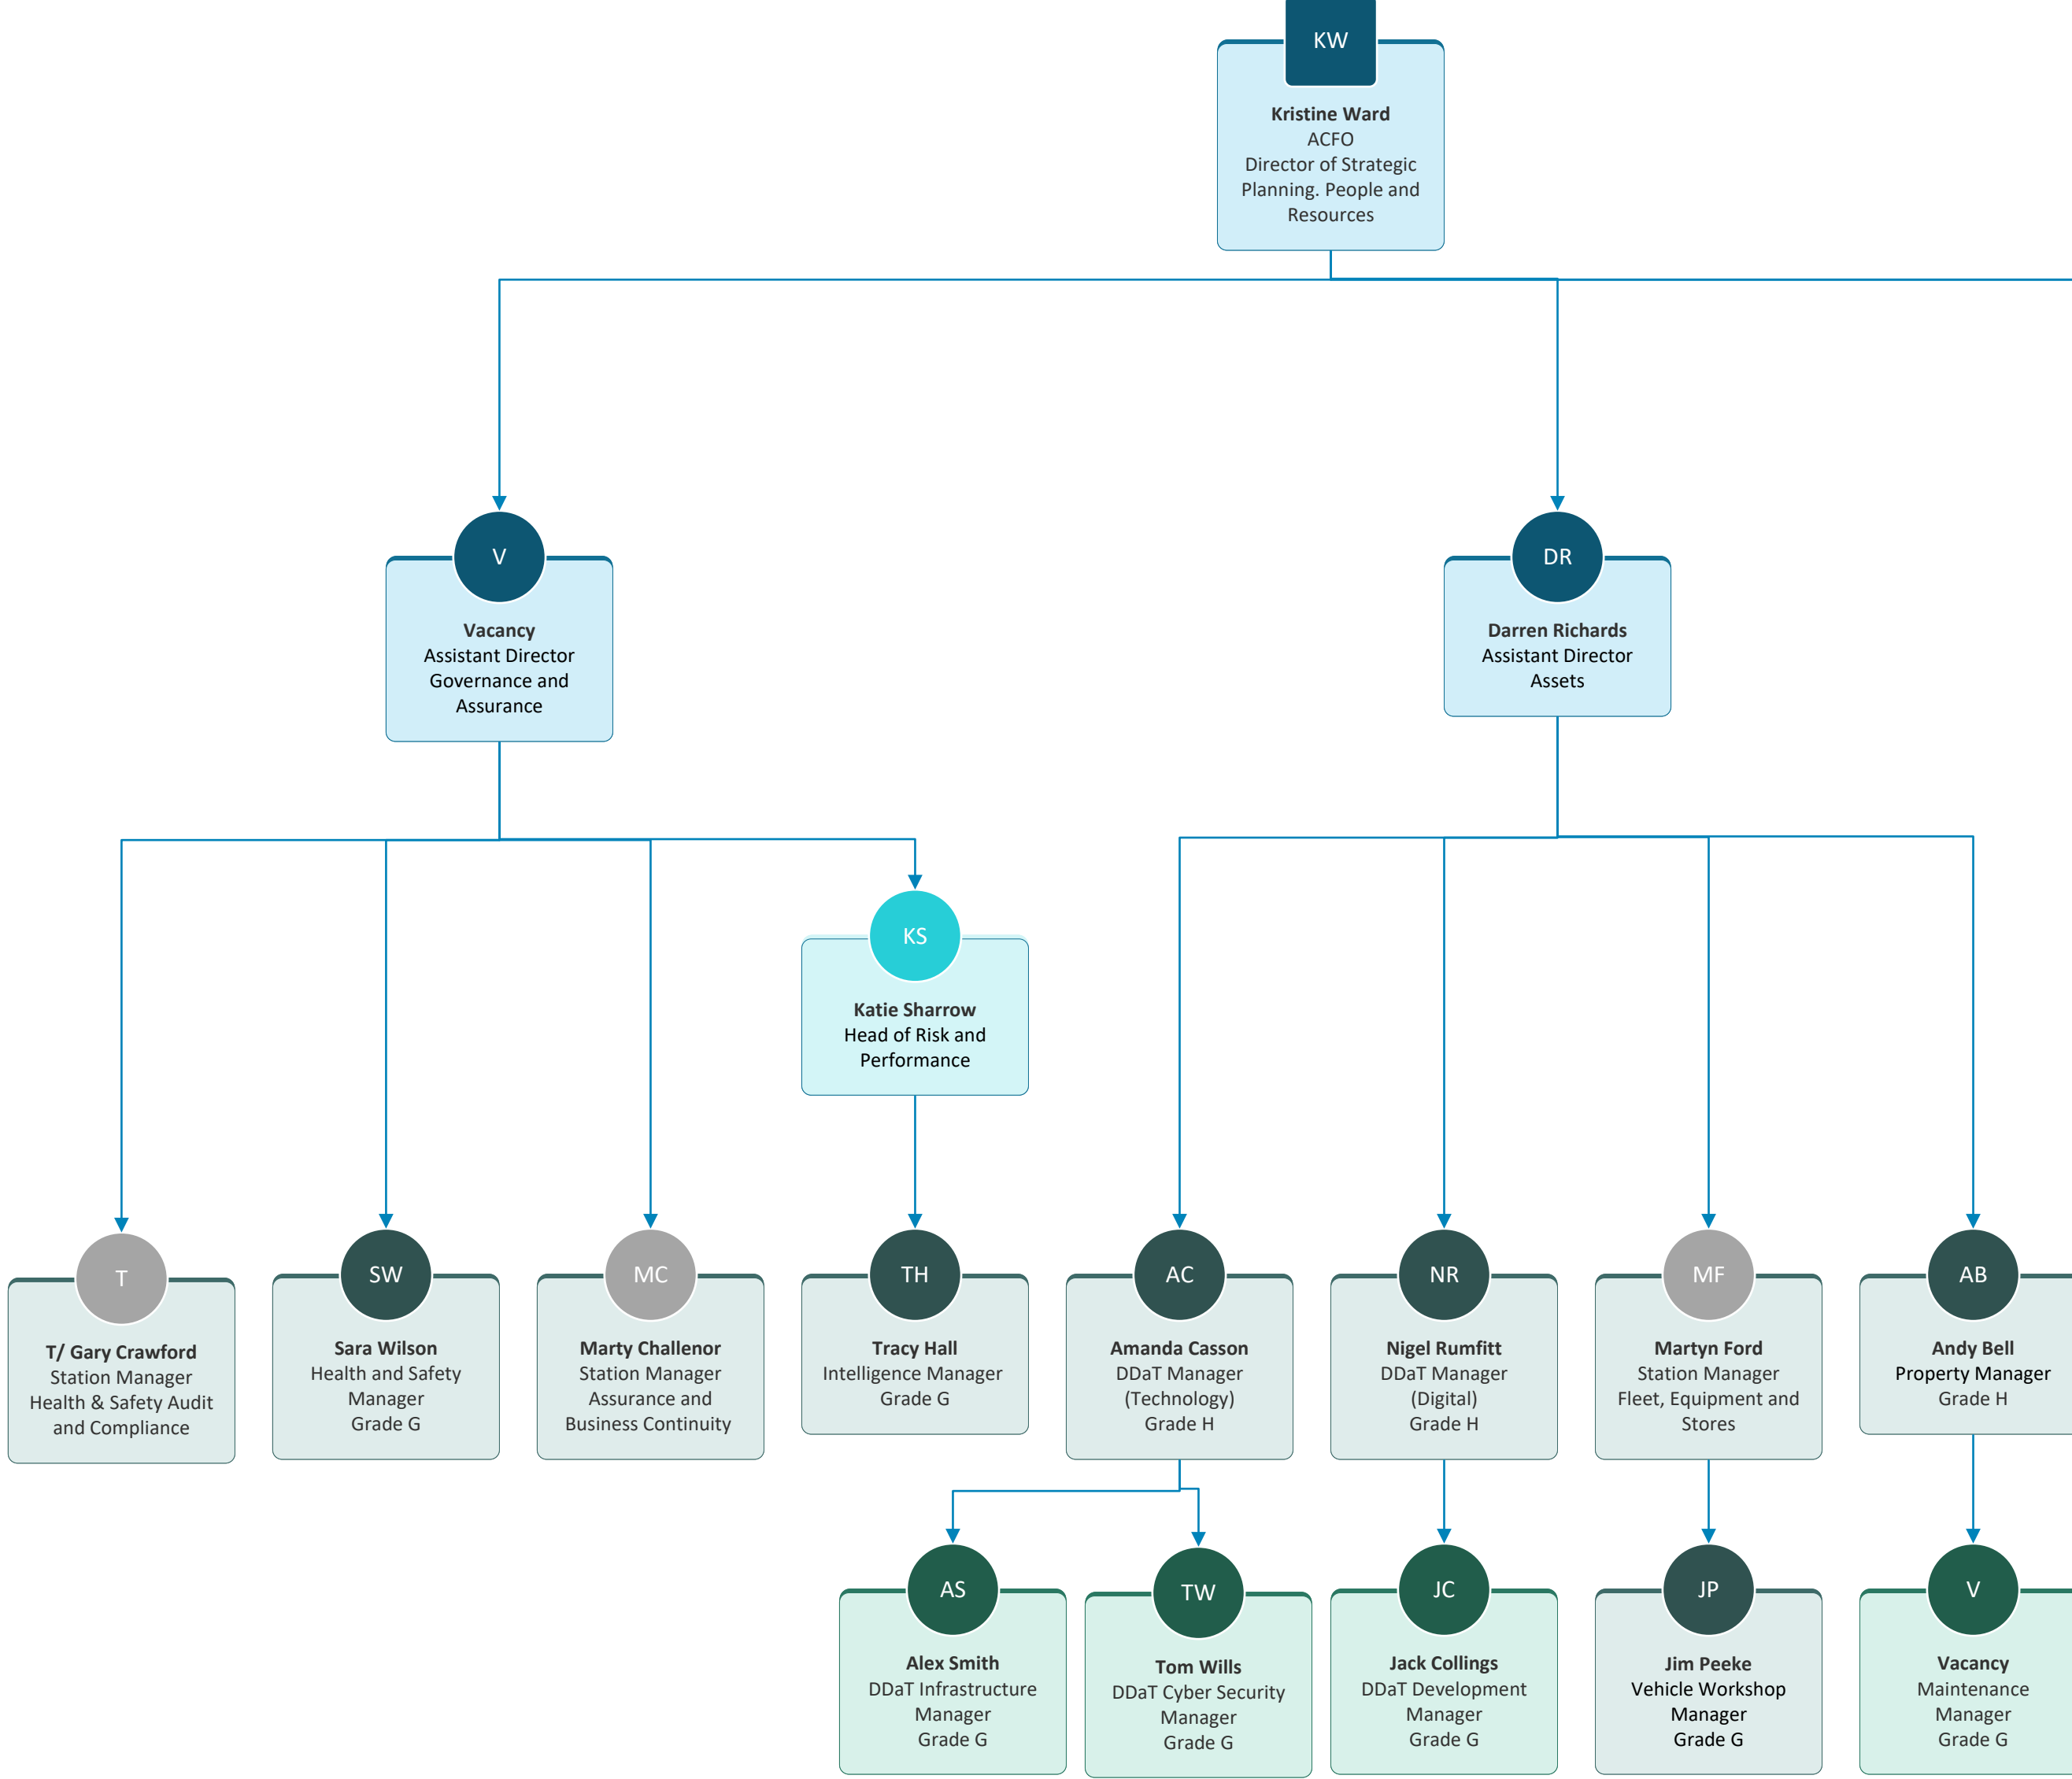 KW
Kristine Ward
ACFO
Director of Strategic
Planning. People and
Resources
V
Vacancy
Assistant Director
Governance and
Assurance
DR
Darren Richards
Assistant Director
Assets
KS
Katie Sharrow
Head of Risk and
Performance
T
T/ Gary Crawford
Station Manager
Health & Safety Audit
and Compliance
SW
Sara Wilson
Health and Safety
Manager
Grade G
MC
Marty Challenor
Station Manager
Assurance and
Business Continuity
TH
Tracy Hall
Intelligence Manager
Grade G
AC
Amanda Casson
DDaT Manager
(Technology)
Grade H
NR
Nigel Rumfitt
DDaT Manager
(Digital)
Grade H
MF
Martyn Ford
Station Manager
Fleet, Equipment and
Stores
AB
Andy Bell
Property Manager
Grade H
AS
Alex Smith
DDaT Infrastructure
Manager
Grade G
TW
Tom Wills
DDaT Cyber Security
Manager
Grade G
JC
Jack Collings
DDaT Development
Manager
Grade G
JP
Jim Peeke
Vehicle Workshop
Manager
Grade G
V
Vacancy
Maintenance
Manager
Grade G